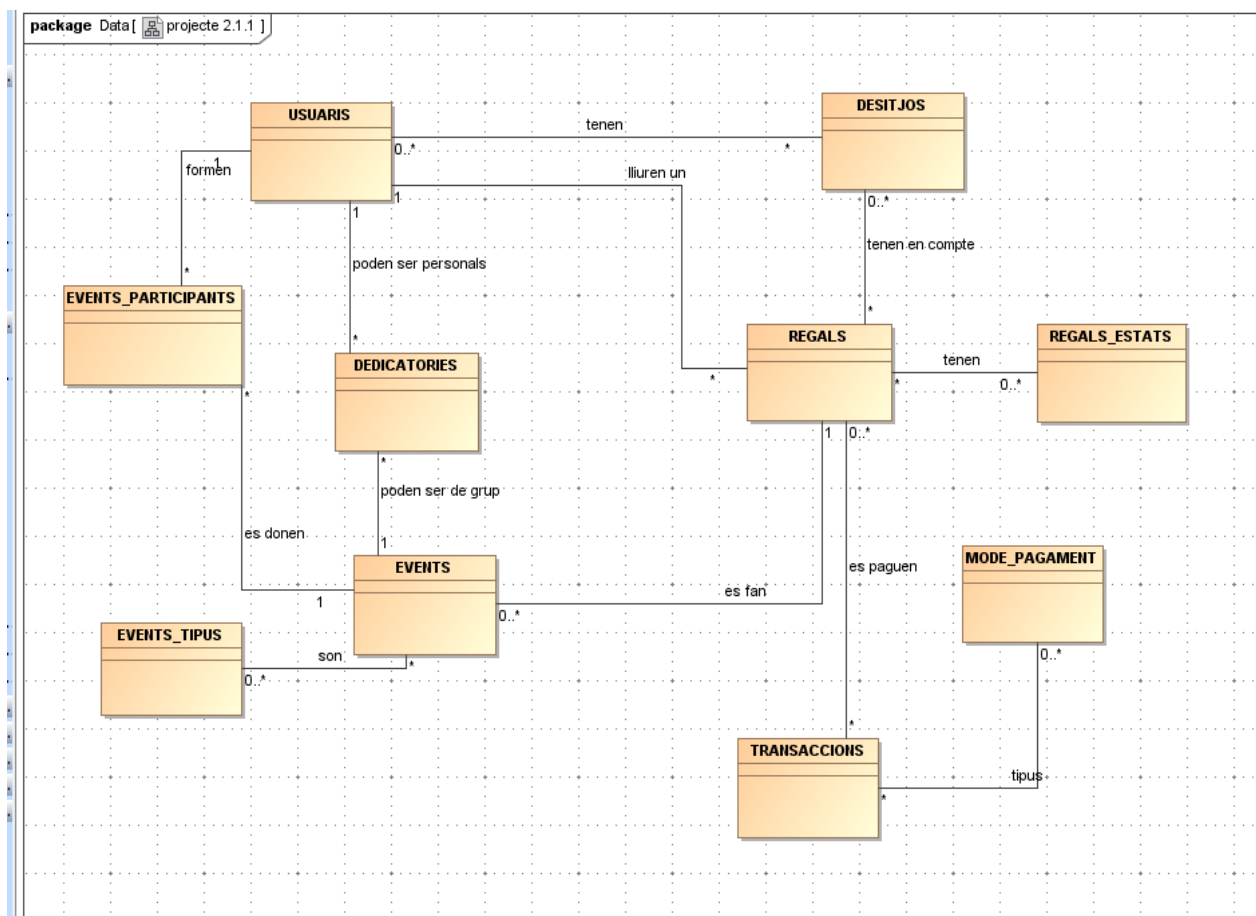 package Data [ projecte 2.1.1 ]
USUARIS
DESITJOS
tenen
0..*
*
1
formen
lliuren un
1
1
0..*
tenen en compte
poden ser personals
*
EVENTS_PARTICIPANTS
*
*
REGALS
REGALS_ESTATS
DEDICATORIES
tenen
*
*
0..*
*
1
0..*
*
poden ser de grup
es donen
1
EVENTS
MODE_PAGAMENT
es paguen
es fan
1
0..*
EVENTS_TIPUS
son
*
0..*
0..*
*
TRANSACCIONS
tipus
*